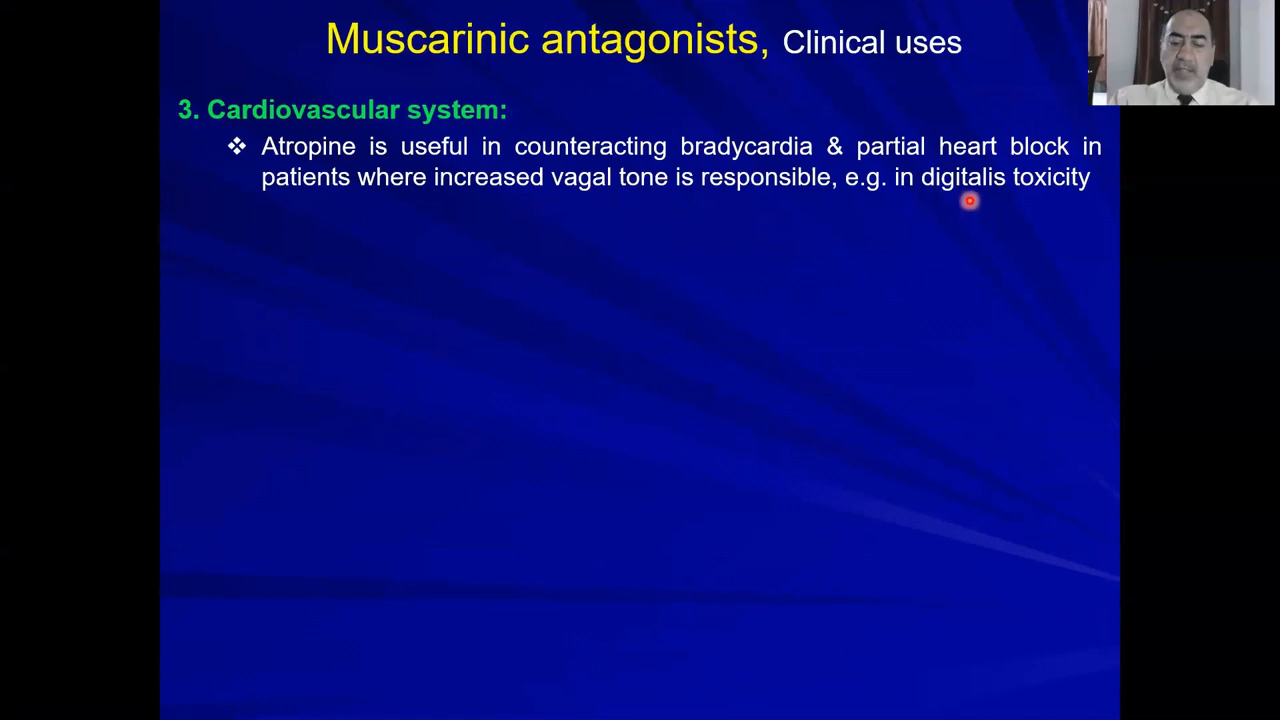 Muscarinic antagonists, Clinical uses
3. Cardiovascular system:
❖ Atropine is useful in counteracting bradycardia & partial heart block in
patients where increased vagal tone is responsible, e.g. in digitalis toxicity